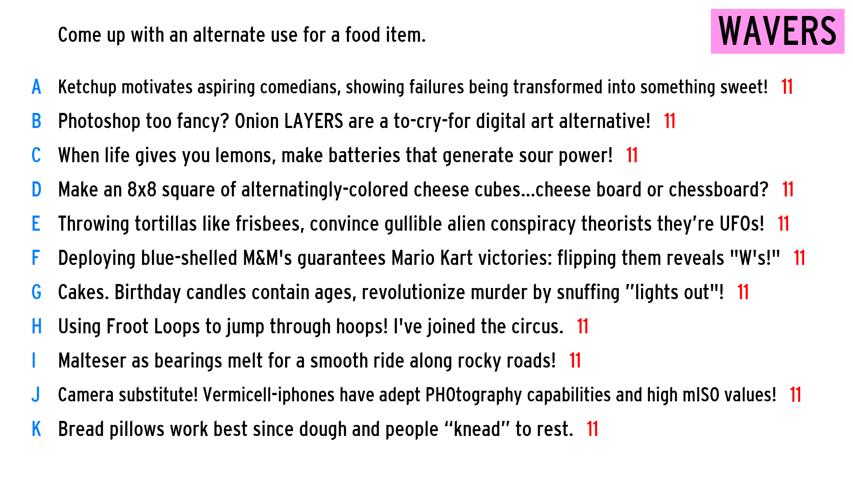 Come up with an alternate use for a food item.
WAVERS
A Ketchup motivates aspiring comedians, showing failures being transformed into something sweet! 11
B Photoshop too fancy? Onion LAYERS are a to-cry-for digital art alternative! 11
C When life gives you lemons, make batteries that generate sour power! 11
D Make an 8x8 square of alternatingly-colored cheese cubes...cheese board or chessboard? 11
E Throwing tortillas like frisbees, convince gullible alien conspiracy theorists they're UFOs! 11
F Deploying blue-shelled M&M's guarantees Mario Kart victories: flipping them reveals "W's!" 11
G Cakes. Birthday candles contain ages, revolutionize murder by snuffing "lights out"! 11
H Using Froot Loops to jump through hoops! I've joined the circus. 11
I Malteser as bearings melt for a smooth ride along rocky roads! 11
J Camera substitute! Vermicell-iphones have adept PHOtography capabilities and high mISO values! 11
K Bread pillows work best since dough and people “knead” to rest. 11